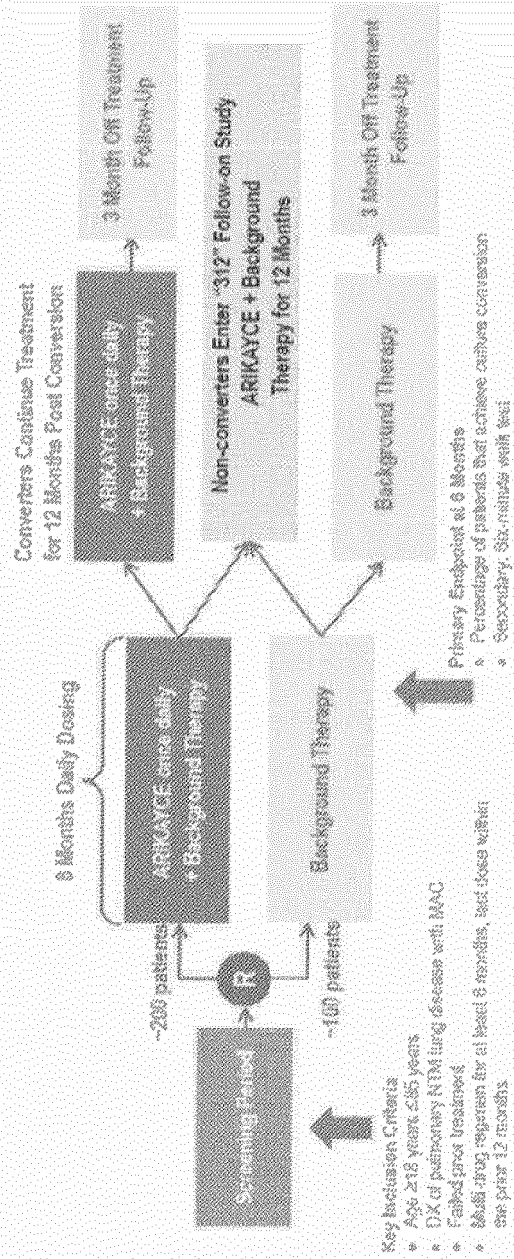 Converters Continue Treatment
for 12 Months Post Conversion
6 Months Daily Dosing
~200 patients
Screening Period
R
~100 patients
ARIKAYCE once daily
+ Background Therapy
Background Therapy
ARIKAYCE once daily
+ Background Therapy
3 Month Off Treatment
Follow-Up
Non-converters Enter "312" Follow-on Study
ARIKAYCE + Background
Therapy for 12 Months
Background Therapy
3 Month Off Treatment
Follow-Up
Key Inclusion Criteria
• Age ≥18 years ≤85 years
• DX of pulmonary NTM lung disease with MAC
• Failed prior treatment
• Multi-drug regimen for at least 6 months, last dose within
the prior 12 months
Primary Endpoint at 6 Months
• Percentage of patients that achieve culture conversion
• Secondary: Six-minute walk test